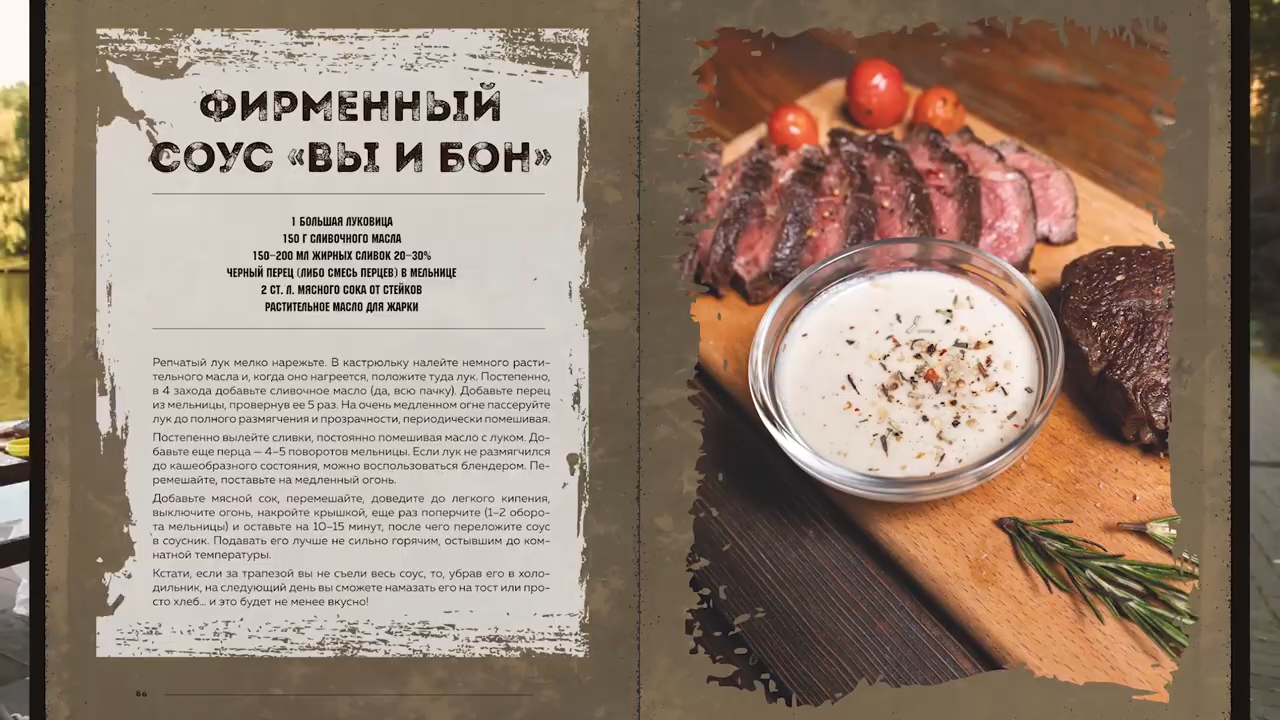 ФИРМЕННЫЙ
СОУС «ВЫ И БОН»
1 БОЛЬШАЯ ЛУКОВИЦА
150 Г СЛИВОЧНОГО МАСЛА
150–200 МЛ ЖИРНЫХ СЛИВОК 20–30%
ЧЕРНЫЙ ПЕРЕЦ (ЛИБО СМЕСЬ ПЕРЦЕВ) В МЕЛЬНИЦЕ
2 СТ. Л. МЯСНОГО СОКА ОТ СТЕЙКОВ
РАСТИТЕЛЬНОЕ МАСЛО ДЛЯ ЖАРКИ
Репчатый лук мелко нарежьте. В кастрюльку налейте немного расти-
тельного масла и, когда оно нагреется, положите туда лук. Постепенно,
в 4 захода добавьте сливочное масло (да, всю пачку). Добавьте перец
из мельницы, провернув ее 5 раз. На очень медленном огне пассеруйте
лук до полного размягчения и прозрачности, периодически помешивая.
Постепенно вылейте сливки, постоянно помешивая масло с луком. До-
бавьте еще перца — 4–5 поворотов мельницы. Если лук не размягчился
до кашеобразного состояния, можно воспользоваться блендером. Пе-
ремешайте, поставьте на медленный огонь.
Добавьте мясной сок, перемешайте, доведите до легкого кипения,
выключите огонь, накройте крышкой, еще раз поперчите (1–2 оборо-
та мельницы) и оставьте на 10–15 минут, после чего переложите соус
в соусник. Подавать его лучше не сильно горячим, остывшим до ком-
натной температуры.
Кстати, если за трапезой вы не съели весь соус, то, убрав его в холо-
дильник, на следующий день вы сможете намазать его на тост или про-
сто хлеб... и это будет не менее вкусно!
86